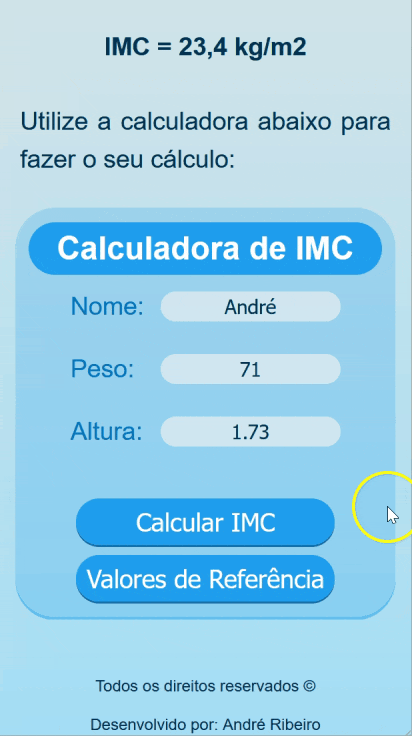 IMC = 23,4 kg/m2
Utilize a calculadora abaixo para
fazer o seu cálculo:
Calculadora de IMC
Nome: André
Peso: 71
Altura: 1.73
Calcular IMC
Valores de Referência
Todos os direitos reservados ©
Desenvolvido por: André Ribeiro